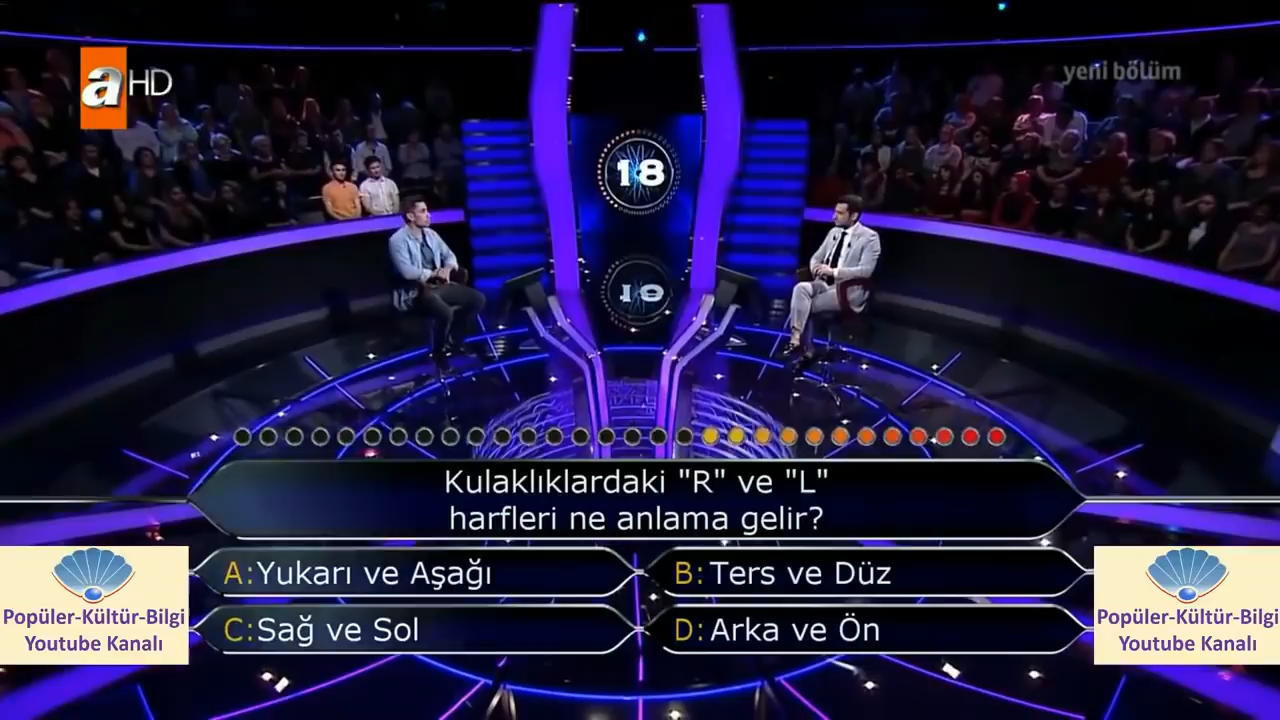 a HD
yeni bölüm
18
19
Kulaklıklardaki "R" ve "L"
harfleri ne anlama gelir?
A:Yukarı ve Aşağı
B: Ters ve Düz
C:Sağ ve Sol
D: Arka ve Ön
Popüler-Kültür-Bilgi
Youtube Kanalı
Popüler-Kültür-Bilgi
Youtube Kanalı